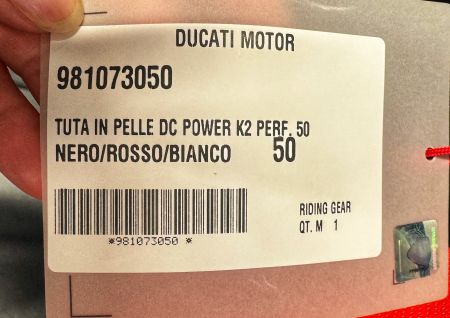 DUCATI MOTOR
981073050
TUTA IN PELLE DC POWER K2 PERF. 50
NERO/ROSSO/BIANCO 50
RIDING GEAR
*981073050 * QT. M 1